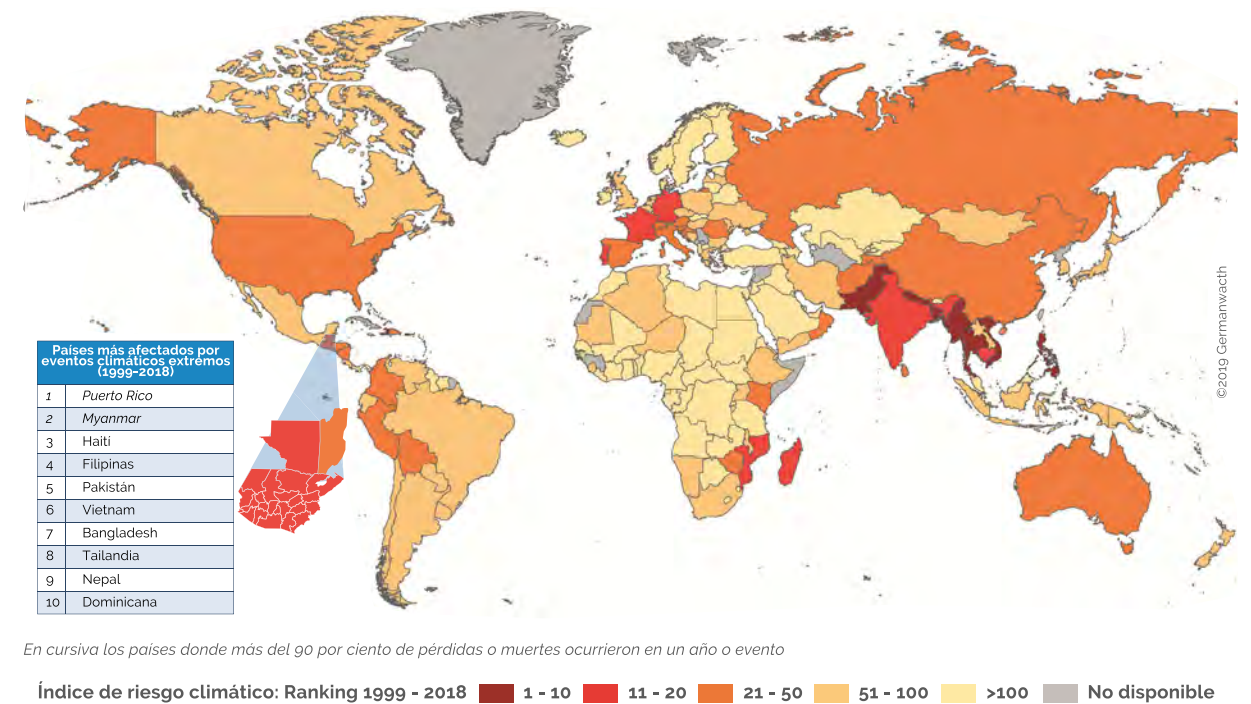 Países más afectados por
eventos climáticos extremos
(1999-2018)
1 Puerto Rico
2 Myanmar
3 Haití
4 Filipinas
5 Pakistán
6 Vietnam
7 Bangladesh
8 Tailandia
9 Nepal
10 Dominicana
©2019 Germanwacth
En cursiva los países donde más del 90 por ciento de pérdidas o muertes ocurrieron en un año o evento
Índice de riesgo climático: Ranking 1999 - 2018 1 - 10 11 - 20 21 - 50 51 - 100 >100 No disponible